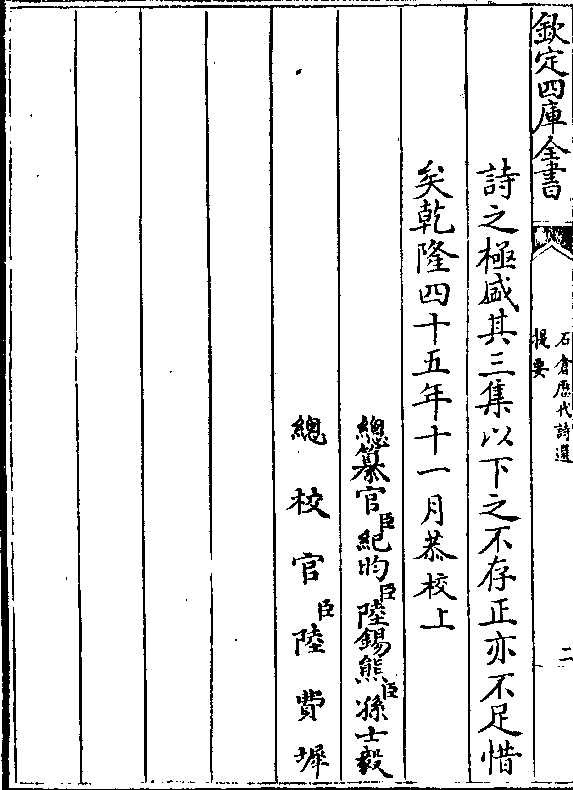 欽定四庫全書
石倉歴代詩選
提要
二
詩之極盛其三集以下之不存正亦不足惜
矣乾隆四十五年十一月恭校上
總纂官臣紀昀臣陸錫熊臣孫士毅
總校官臣陸費墀